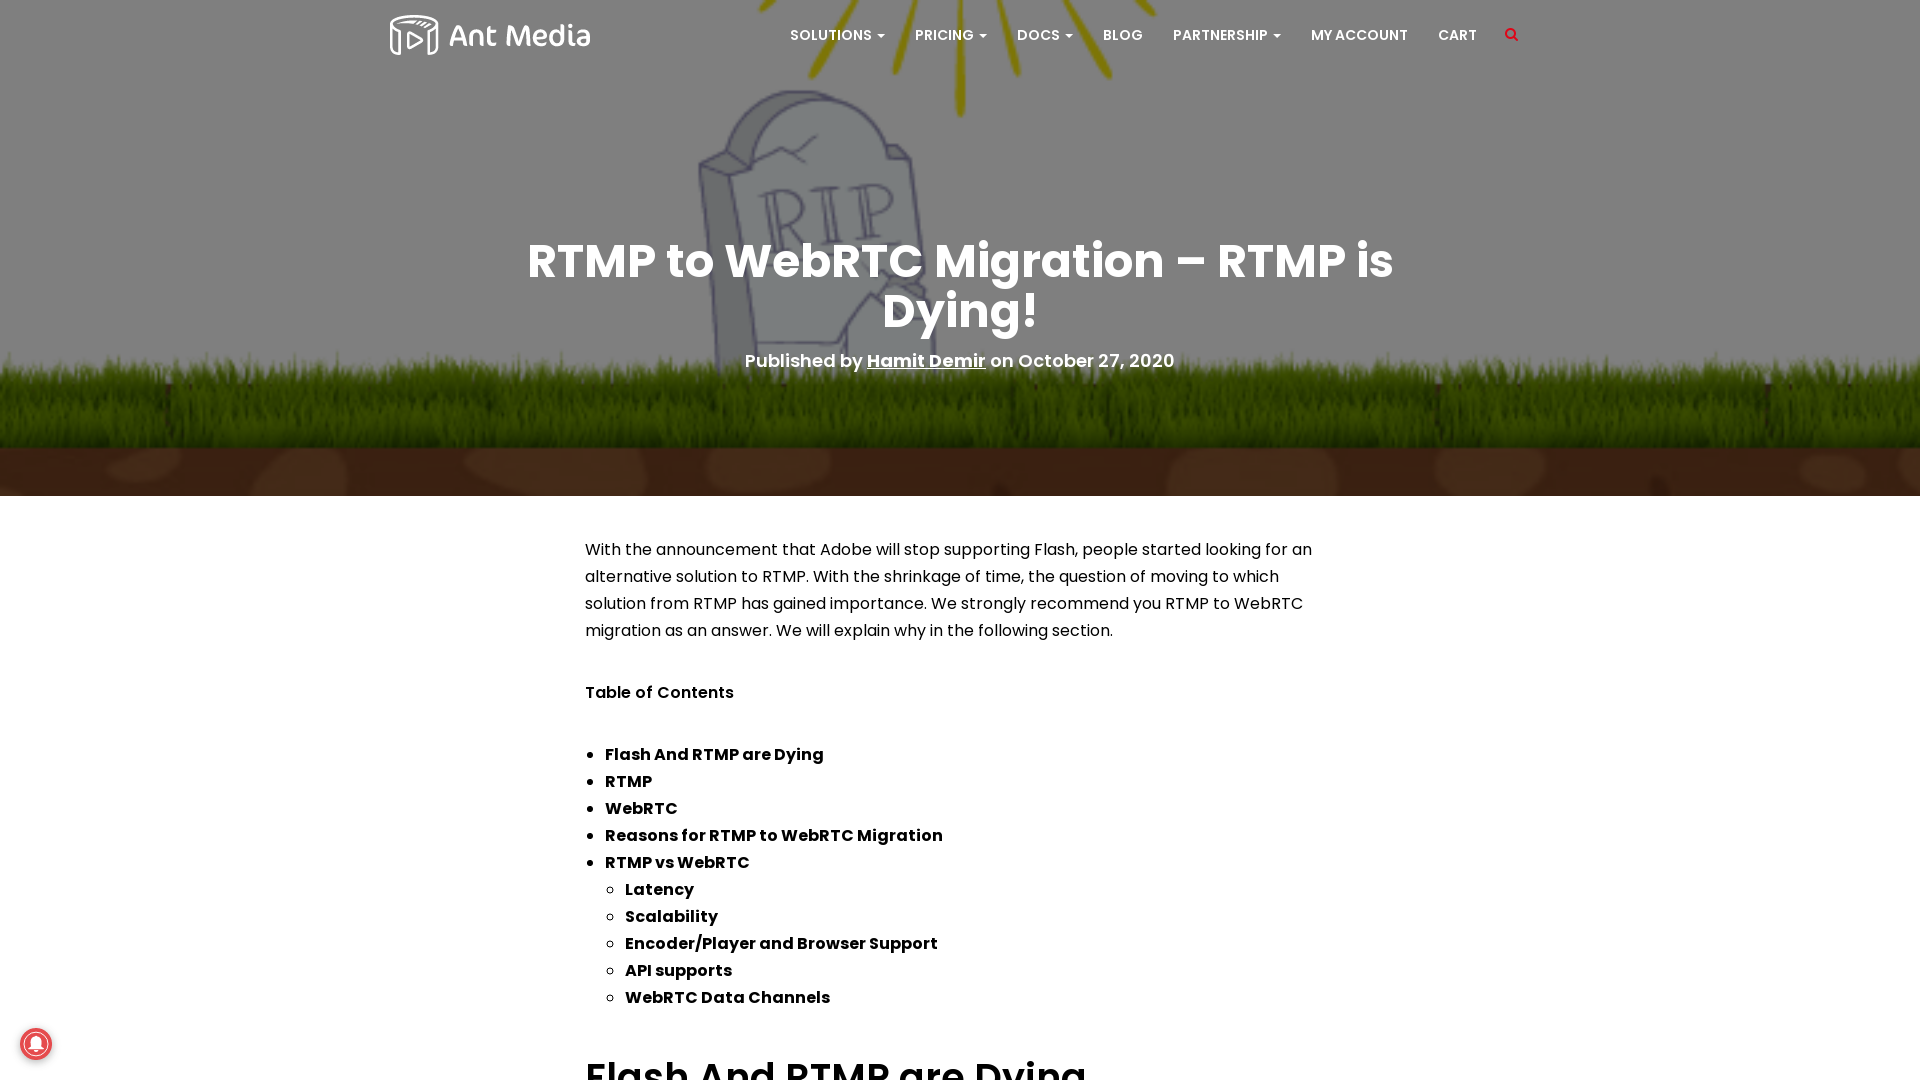 Ant Media
SOLUTIONS PRICING DOCS BLOG PARTNERSHIP MY ACCOUNT CART
RIP
RTMP to WebRTC Migration – RTMP is
Dying!
Published by Hamit Demir on October 27, 2020
With the announcement that Adobe will stop supporting Flash, people started looking for an
alternative solution to RTMP. With the shrinkage of time, the question of moving to which
solution from RTMP has gained importance. We strongly recommend you RTMP to WebRTC
migration as an answer. We will explain why in the following section.
Table of Contents
Flash And RTMP are Dying
RTMP
WebRTC
Reasons for RTMP to WebRTC Migration
RTMP vs WebRTC
Latency
Scalability
Encoder/Player and Browser Support
API supports
WebRTC Data Channels
Flash And RTMP are Dying